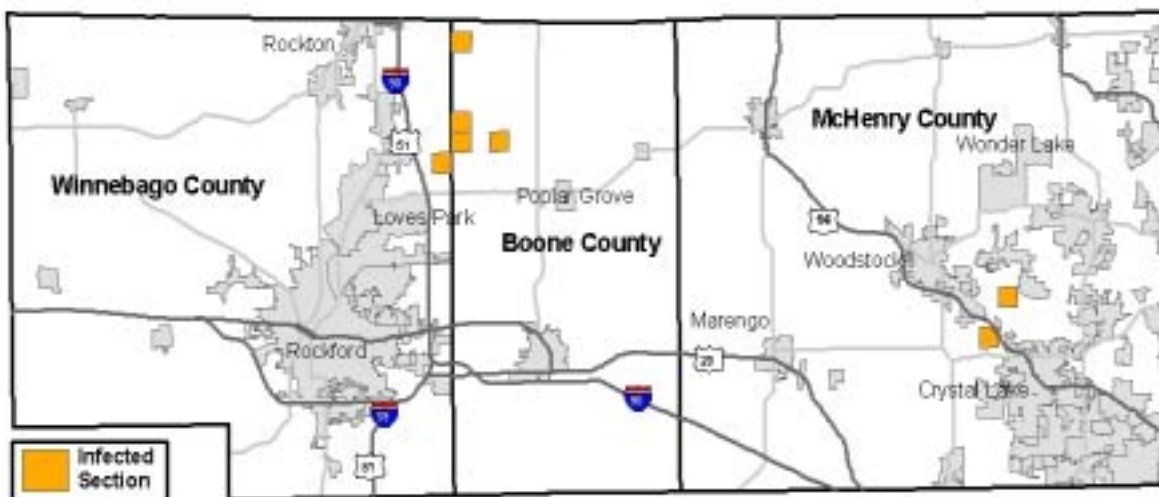 Rockton
51
McHenry County
Wonder Lake
Winnebago County
Loves Park
Poplar Grove
Boone County
Woodstock
Marengo
Rockford
Crystal Lake
Infected
Section